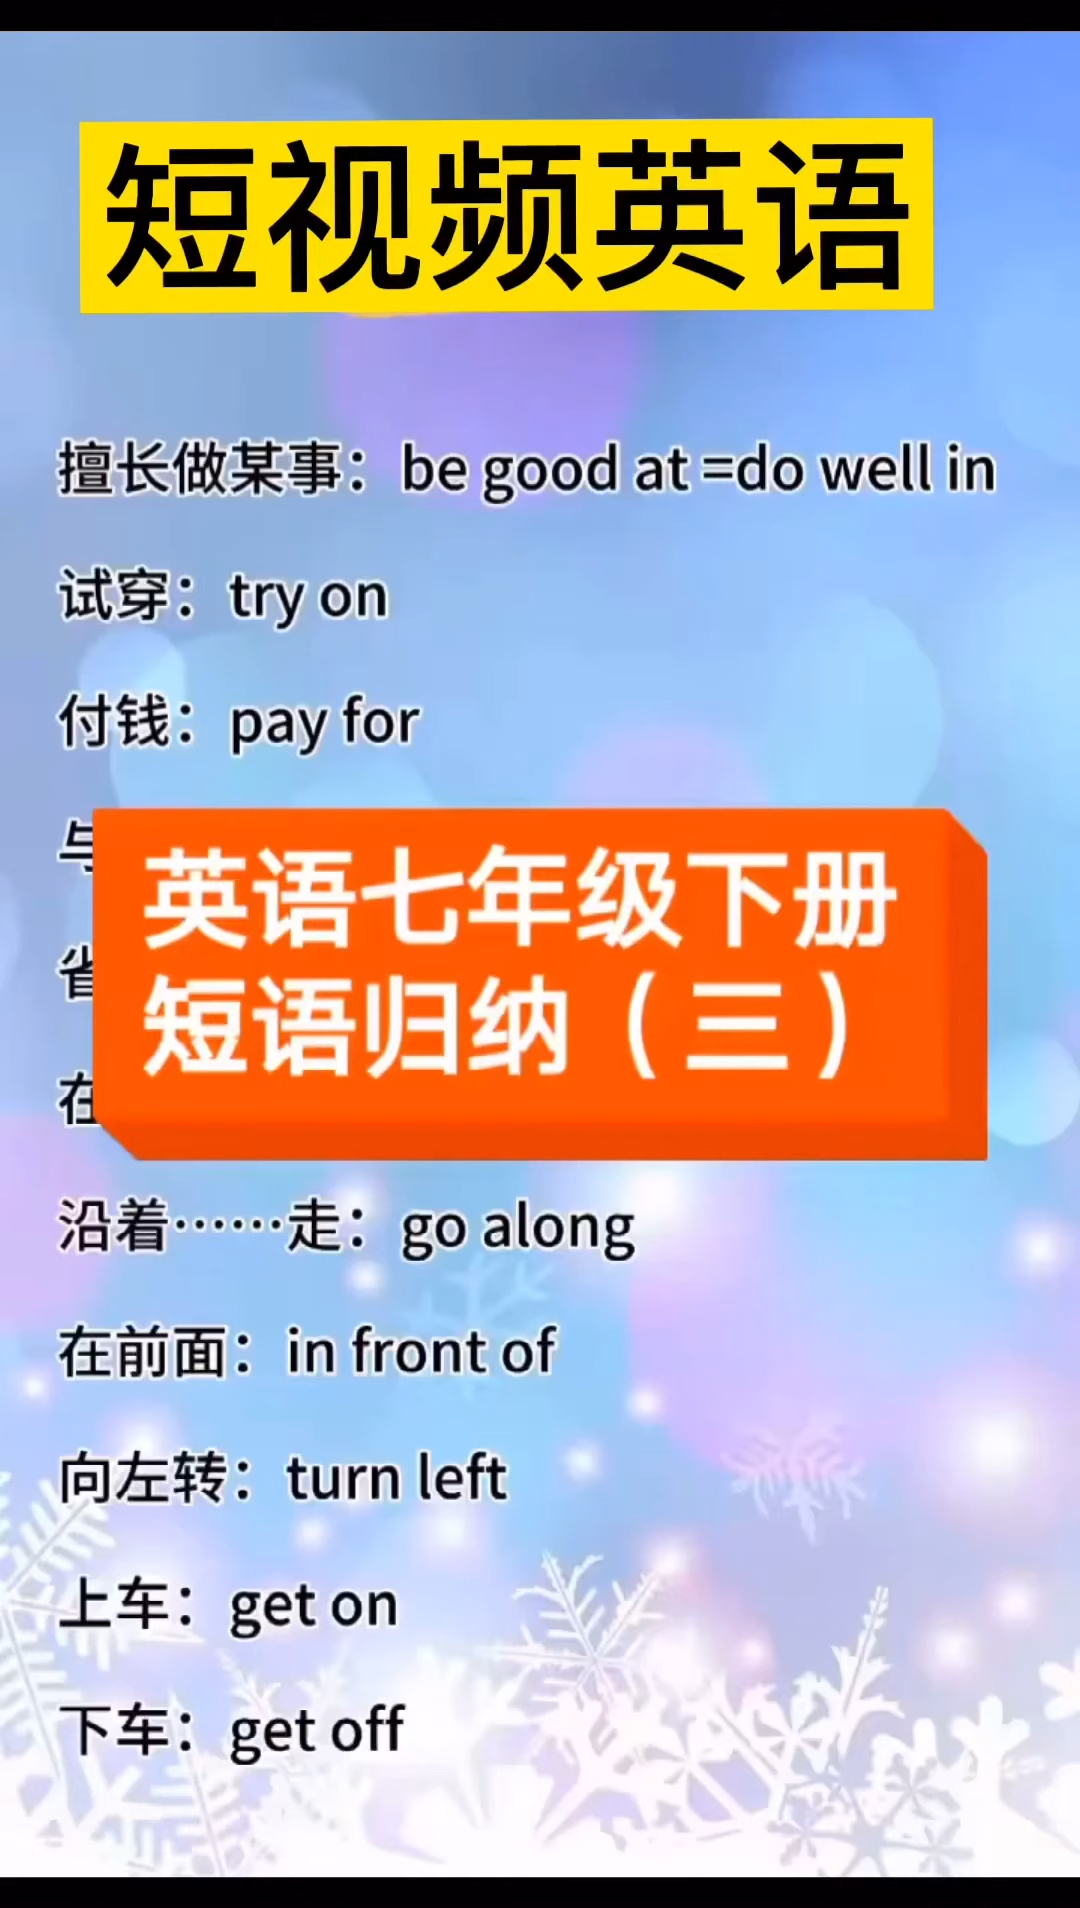 短视频英语
擅长做某事：be good at =do well in
试穿：try on
付钱：pay for
与
英语七年级下册
省
短语归纳（三）
在
沿着……走：go along
在前面：in front of
向左转：turn left
上车：get on
下车：get off